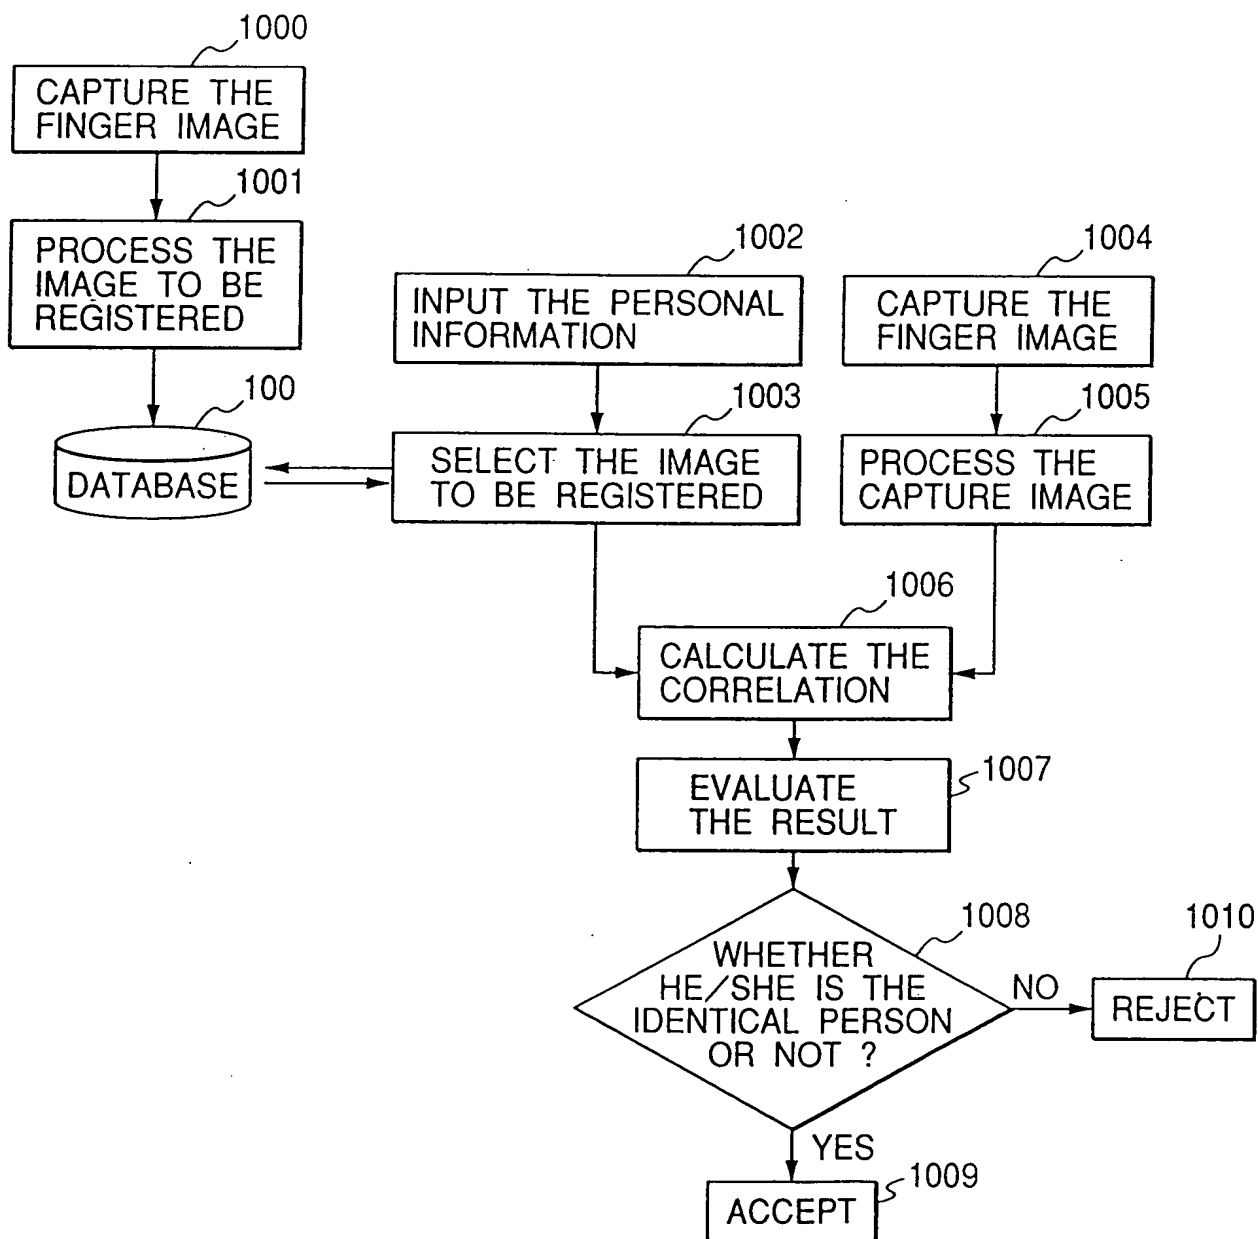 1000
CAPTURE THE
FINGER IMAGE
1001
PROCESS THE
IMAGE TO BE
REGISTERED
100
DATABASE
1002
INPUT THE PERSONAL
INFORMATION
1003
SELECT THE IMAGE
TO BE REGISTERED
1004
CAPTURE THE
FINGER IMAGE
1005
PROCESS THE
CAPTURE IMAGE
1006
CALCULATE THE
CORRELATION
1007
EVALUATE
THE RESULT
1008
WHETHER
HE/SHE IS THE
IDENTICAL PERSON
OR NOT ?
NO
1010
REJECT
YES
1009
ACCEPT